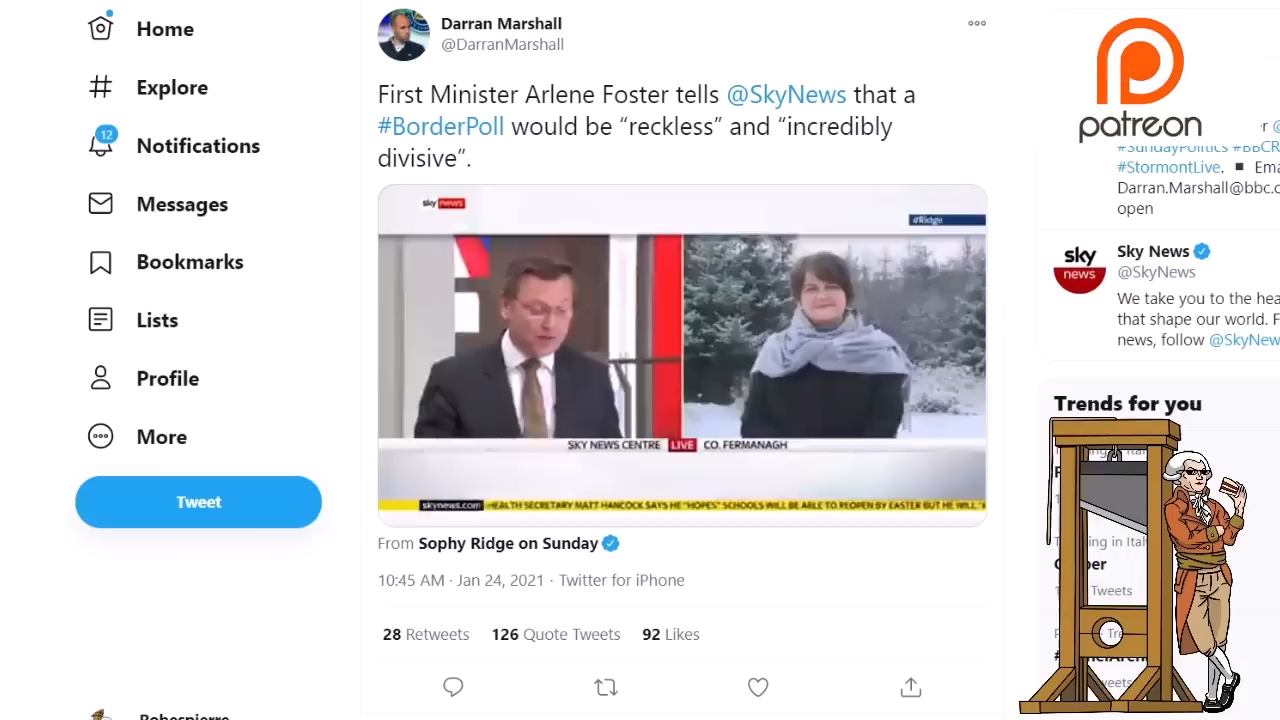 Home
Explore
12
Notifications
Messages
Bookmarks
Lists
Profile
More
Tweet
Robespierre
Darran Marshall
@DarranMarshall
First Minister Arlene Foster tells @SkyNews that a
#BorderPoll would be “reckless” and “incredibly
divisive”.
sky news
#Ridge
SKY NEWS CENTRE LIVE CO. FERMANAGH
skynews.com HEALTH SECRETARY MATT HANCOCK SAYS HE "HOPES" SCHOOLS WILL BE ABLE TO REOPEN BY EASTER BUT HE WILL
From Sophy Ridge on Sunday
10:45 AM · Jan 24, 2021 · Twitter for iPhone
28 Retweets 126 Quote Tweets 92 Likes
patreon
#SundayPolitics #BBCR
#StormontLive. ◾ Ema
Darran.Marshall@bbc.c
open
sky news
Sky News
@SkyNews
We take you to the hea
that shape our world. F
news, follow @SkyNew
Trends for you